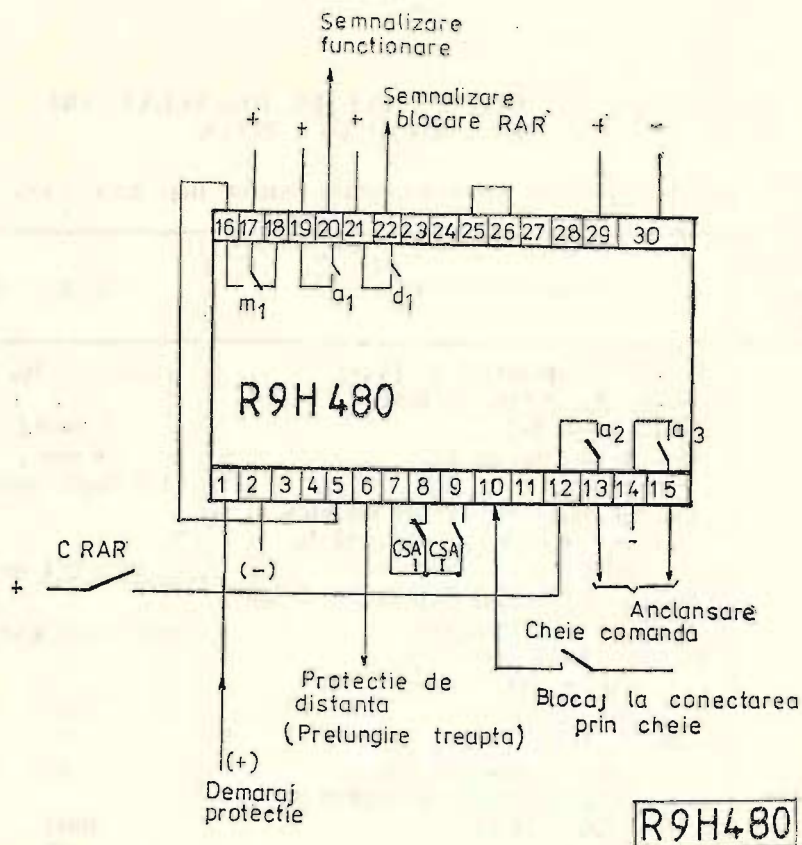 Semnalizare
functionare
Semnalizare
blocare RAR
+ + + + -
16 17 18 19 20 21 22 23 24 25 26 27 28 29 30
m1 a1 d1
R9H480
a2 a3
1 2 3 4 5 6 7 8 9 10 11 12 13 14 15
C RAR
+
(-)
CSA I CSA I
-
Anclansare
Cheie comanda
Protectie de
distanta
(Prelungire treapta)
Blocaj la conectarea
prin cheie
(+)
Demaraj
protectie
R9H480